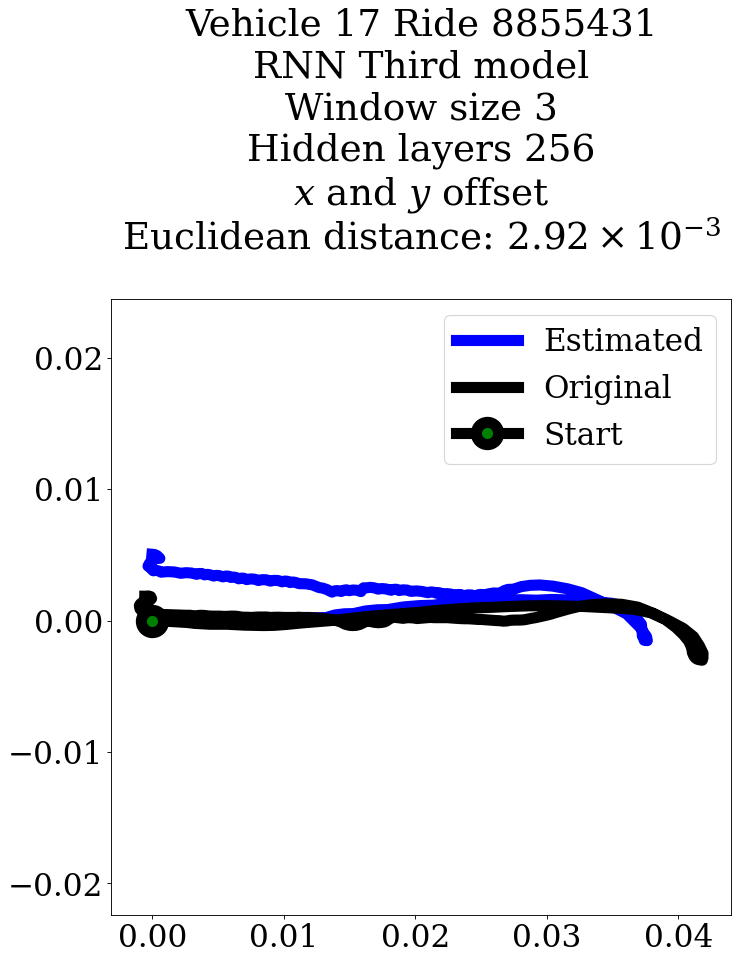 Vehicle 17 Ride 8855431
RNN Third model
Window size 3
Hidden layers 256
x and y offset
Euclidean distance: 2.92 × 10⁻³
Estimated
Original
Start
0.02
0.01
0.00
−0.01
−0.02
0.00 0.01 0.02 0.03 0.04